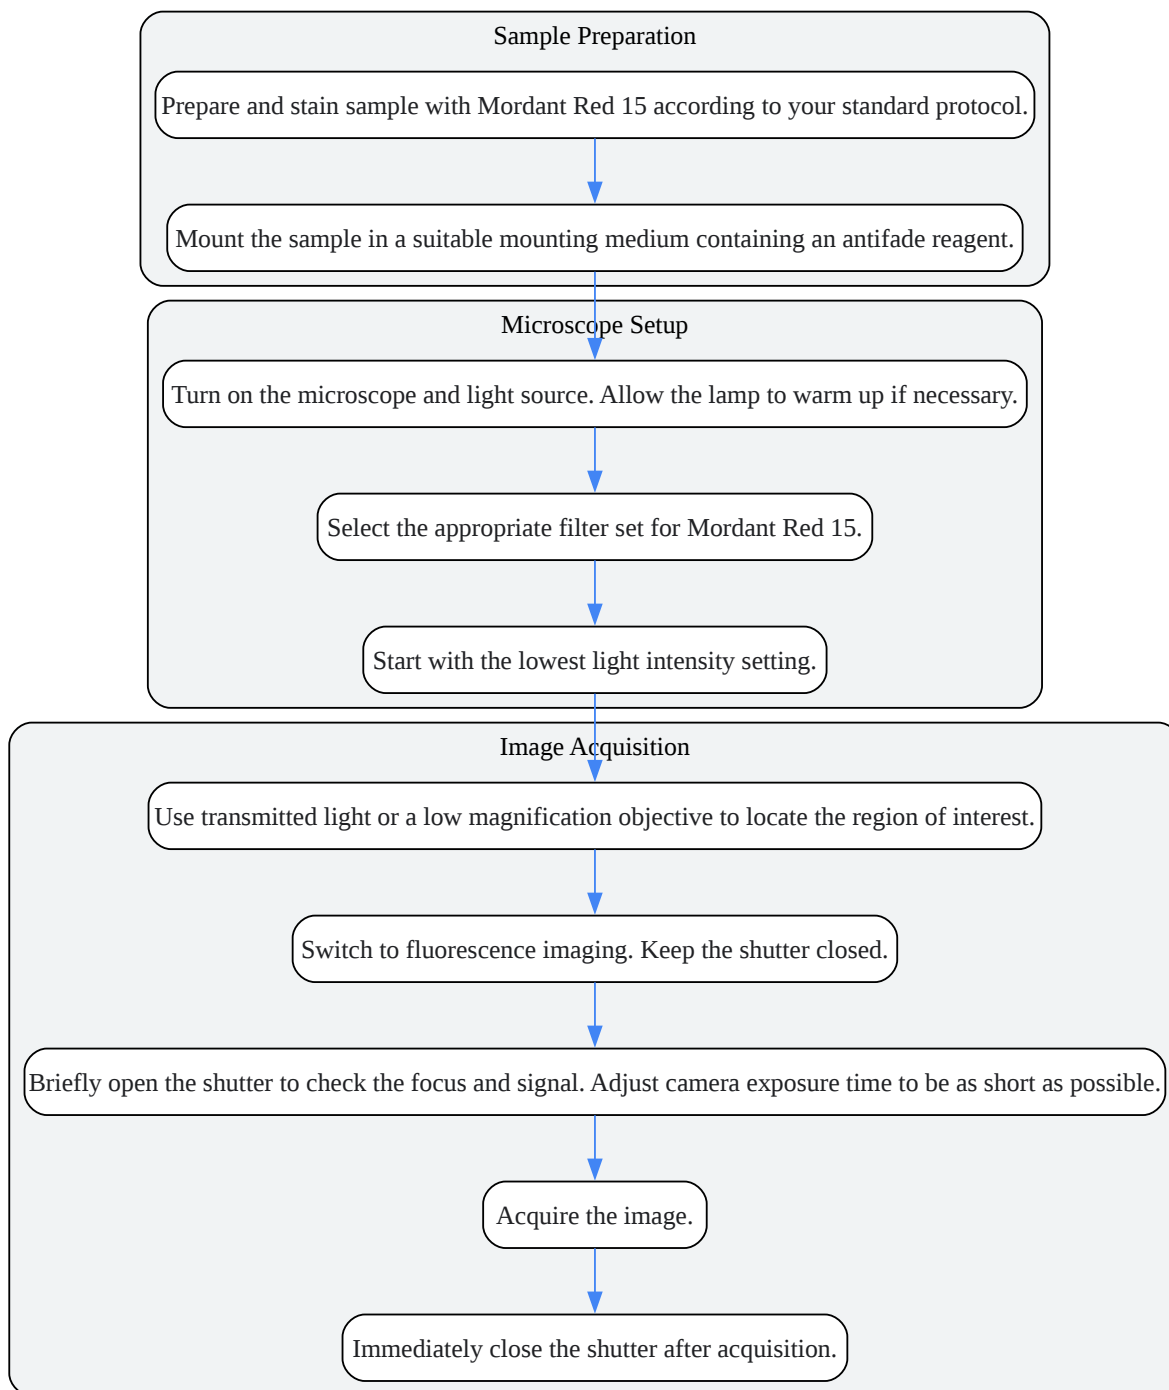 Sample Preparation
Prepare and stain sample with Mordant Red 15 according to your standard protocol.
Mount the sample in a suitable mounting medium containing an antifade reagent.
Microscope Setup
Turn on the microscope and light source. Allow the lamp to warm up if necessary.
Select the appropriate filter set for Mordant Red 15.
Start with the lowest light intensity setting.
Image Acquisition
Use transmitted light or a low magnification objective to locate the region of interest.
Switch to fluorescence imaging. Keep the shutter closed.
Briefly open the shutter to check the focus and signal. Adjust camera exposure time to be as short as possible.
Acquire the image.
Immediately close the shutter after acquisition.